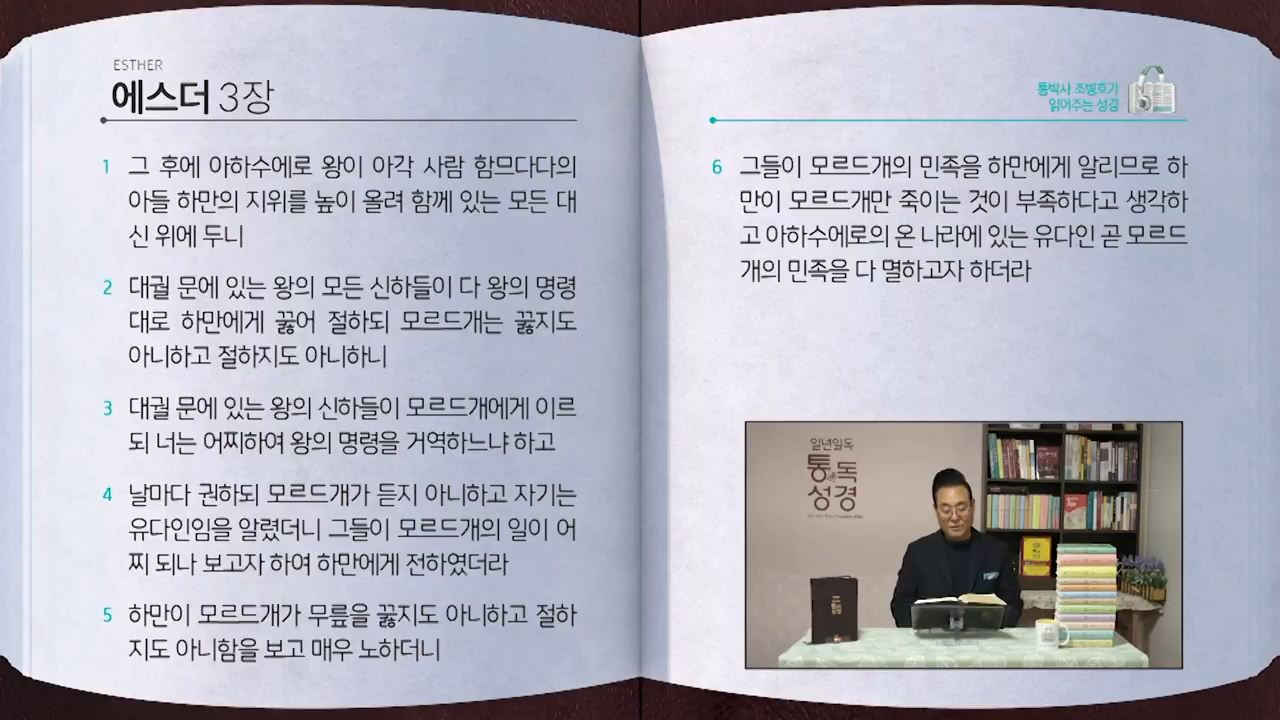 ESTHER
에스더 3장
1 그 후에 아하수에로 왕이 아각 사람 함므다다의
아들 하만의 지위를 높이 올려 함께 있는 모든 대
신 위에 두니
2 대궐 문에 있는 왕의 모든 신하들이 다 왕의 명령
대로 하만에게 꿇어 절하되 모르드개는 꿇지도
아니하고 절하지도 아니하니
3 대궐 문에 있는 왕의 신하들이 모르드개에게 이르
되 너는 어찌하여 왕의 명령을 거역하느냐 하고
4 날마다 권하되 모르드개가 듣지 아니하고 자기는
유다인임을 알렸더니 그들이 모르드개의 일이 어
찌 되나 보고자 하여 하만에게 전하였더라
5 하만이 모르드개가 무릎을 꿇지도 아니하고 절하
지도 아니함을 보고 매우 노하더니
통박사 조병호가
읽어주는 성경
6 그들이 모르드개의 민족을 하만에게 알리므로 하
만이 모르드개만 죽이는 것이 부족하다고 생각하
고 아하수에로의 온 나라에 있는 유다인 곧 모르드
개의 민족을 다 멸하고자 하더라
일년일독
통독
성경